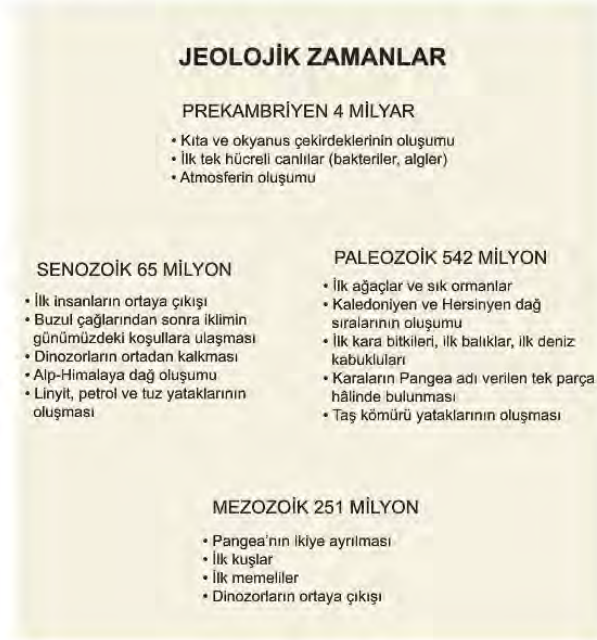 JEOLOJİK ZAMANLAR
PREKAMBRİYEN 4 MİLYAR
• Kıta ve okyanus çekirdeklerinin oluşumu
• İlk tek hücreli canlılar (bakteriler, algler)
• Atmosferin oluşumu
SENOZOİK 65 MİLYON
• İlk insanların ortaya çıkışı
• Buzul çağlarından sonra iklimin
günümüzdeki koşullara ulaşması
• Dinozorların ortadan kalkması
• Alp-Himalaya dağ oluşumu
• Linyit, petrol ve tuz yataklarının
oluşması
PALEOZOİK 542 MİLYON
• İlk ağaçlar ve sık ormanlar
• Kaledoniyen ve Hersinyen dağ
sıralarının oluşumu
• İlk kara bitkileri, ilk balıklar, ilk deniz
kabukluları
• Karaların Pangea adı verilen tek parça
hâlinde bulunması
• Taş kömürü yataklarının oluşması
MEZOZOİK 251 MİLYON
• Pangea'nın ikiye ayrılması
• İlk kuşlar
• İlk memeliler
• Dinozorların ortaya çıkışı